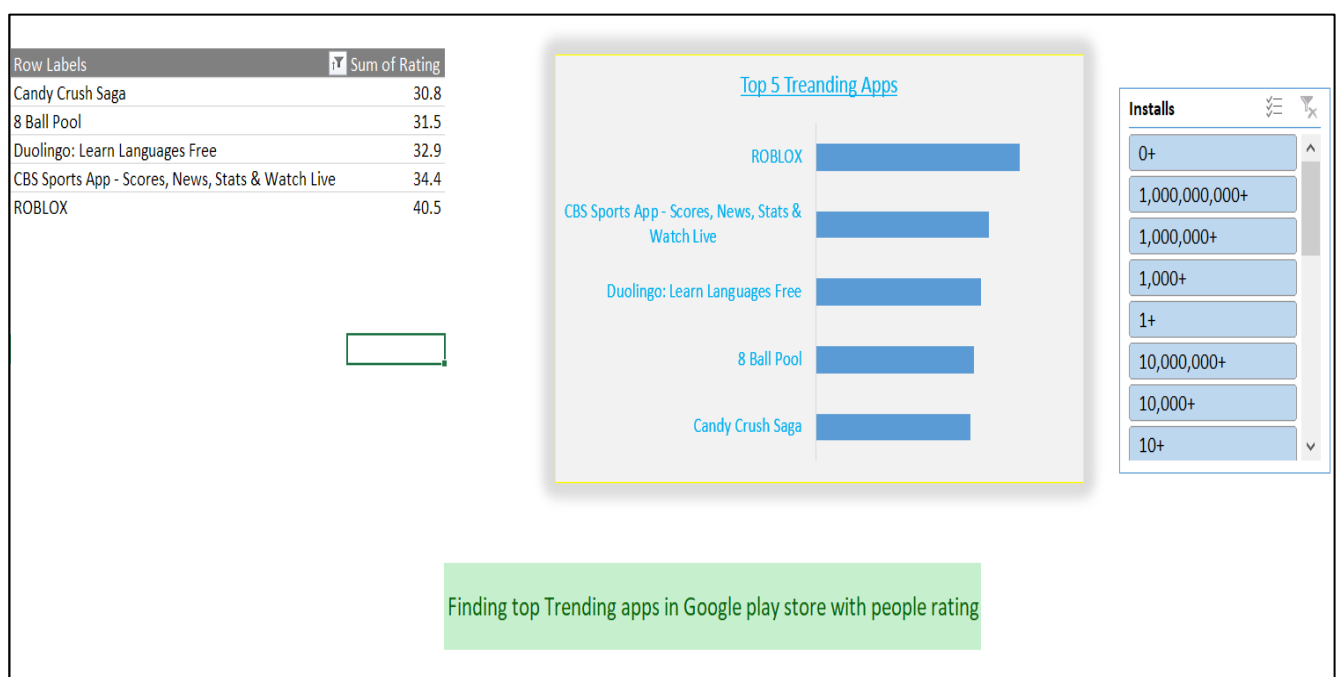 Row Labels Sum of Rating
Candy Crush Saga 30.8
8 Ball Pool 31.5
Duolingo: Learn Languages Free 32.9
CBS Sports App - Scores, News, Stats & Watch Live 34.4
ROBLOX 40.5
Top 5 Treanding Apps
ROBLOX
CBS Sports App - Scores, News, Stats &
Watch Live
Duolingo: Learn Languages Free
8 Ball Pool
Candy Crush Saga
Installs
0+
1,000,000,000+
1,000,000+
1,000+
1+
10,000,000+
10,000+
10+
Finding top Trending apps in Google play store with people rating